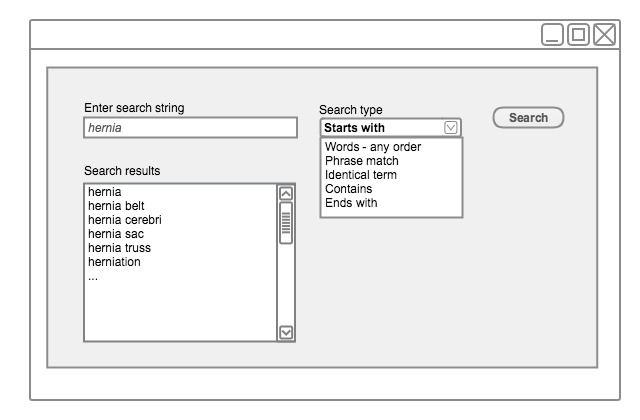 Enter search string
hernia
Search type
Starts with
Search
Words - any order
Phrase match
Identical term
Contains
Ends with
Search results
hernia
hernia belt
hernia cerebri
hernia sac
hernia truss
herniation
...